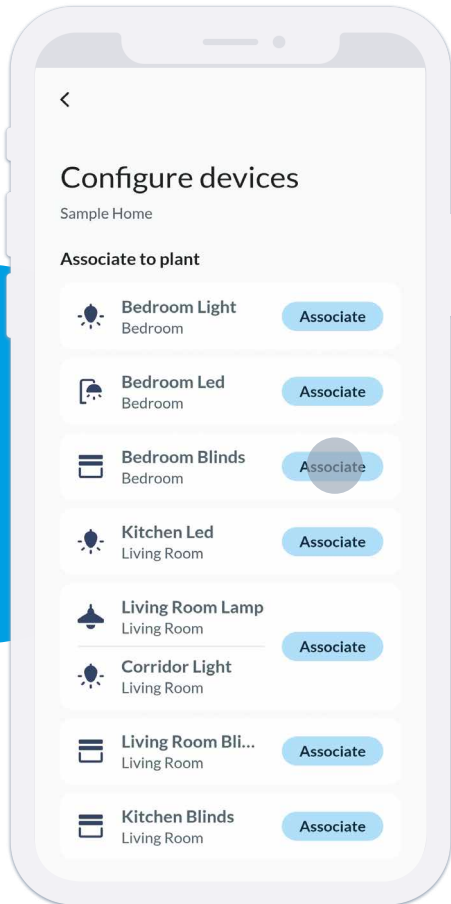 Configure devices
Sample Home
Associate to plant
Bedroom Light
Bedroom
Associate
Bedroom Led
Bedroom
Associate
Bedroom Blinds
Bedroom
Associate
Kitchen Led
Living Room
Associate
Living Room Lamp
Living Room
Associate
Corridor Light
Living Room
Living Room Bli...
Living Room
Associate
Kitchen Blinds
Living Room
Associate